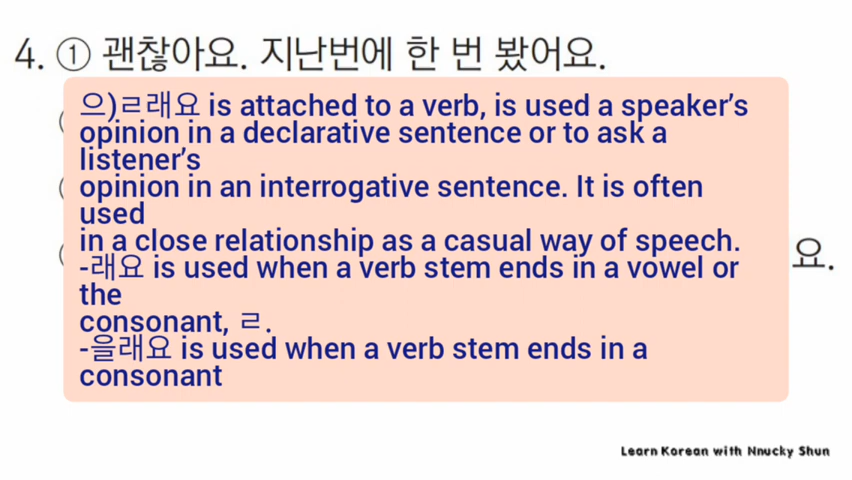 4. ① 괜찮아요. 지난번에 한 번 봤어요.
으)ㄹ래요 is attached to a verb, is used a speaker's
opinion in a declarative sentence or to ask a
listener's
opinion in an interrogative sentence. It is often
used
in a close relationship as a casual way of speech.
-래요 is used when a verb stem ends in a vowel or
the
consonant, ㄹ.
-을래요 is used when a verb stem ends in a
consonant
요.
Learn Korean with Nnucky Shun